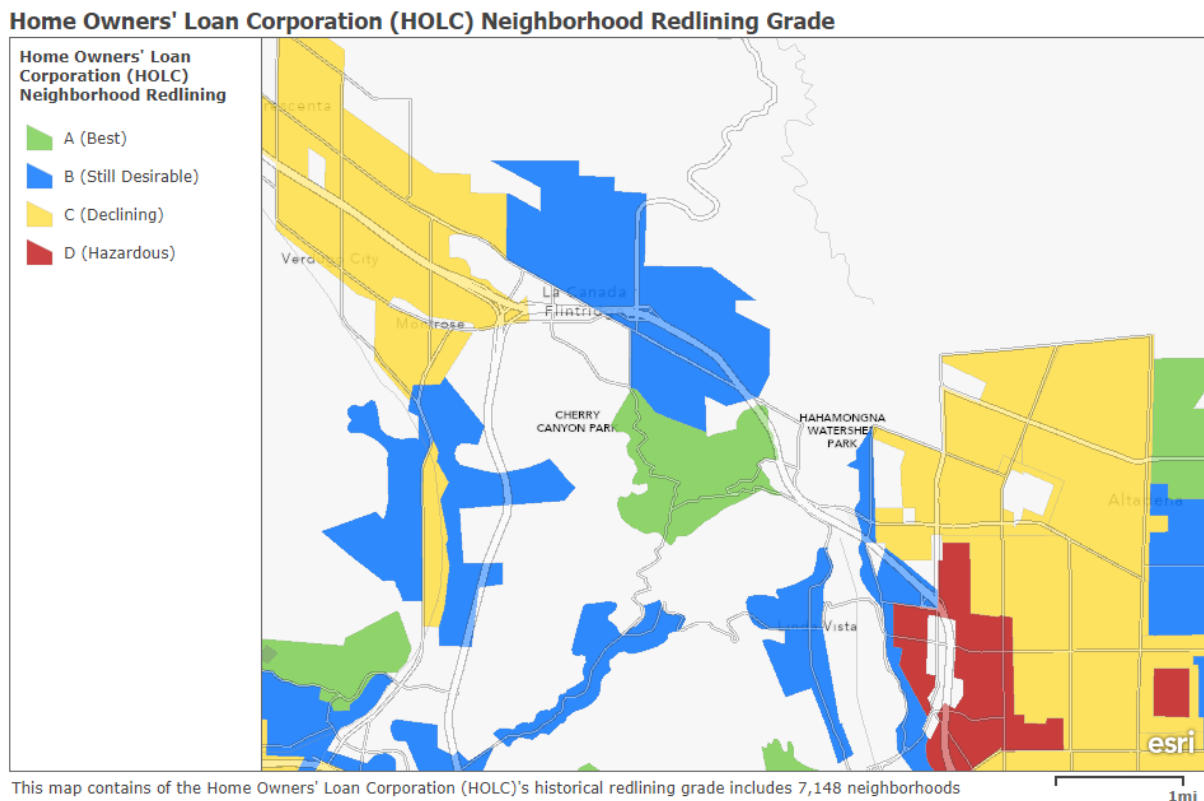 Home Owners' Loan Corporation (HOLC) Neighborhood Redlining Grade
Home Owners' Loan
Corporation (HOLC)
Neighborhood Redlining
A (Best)
B (Still Desirable)
C (Declining)
D (Hazardous)
rescenta
Verdugo City
La Canada
Flintridge
Montrose
CHERRY
CANYON PARK
HAHAMONGNA
WATERSHED
PARK
Altadena
Linda Vista
esri
This map contains of the Home Owners' Loan Corporation (HOLC)'s historical redlining grade includes 7,148 neighborhoods
1mi